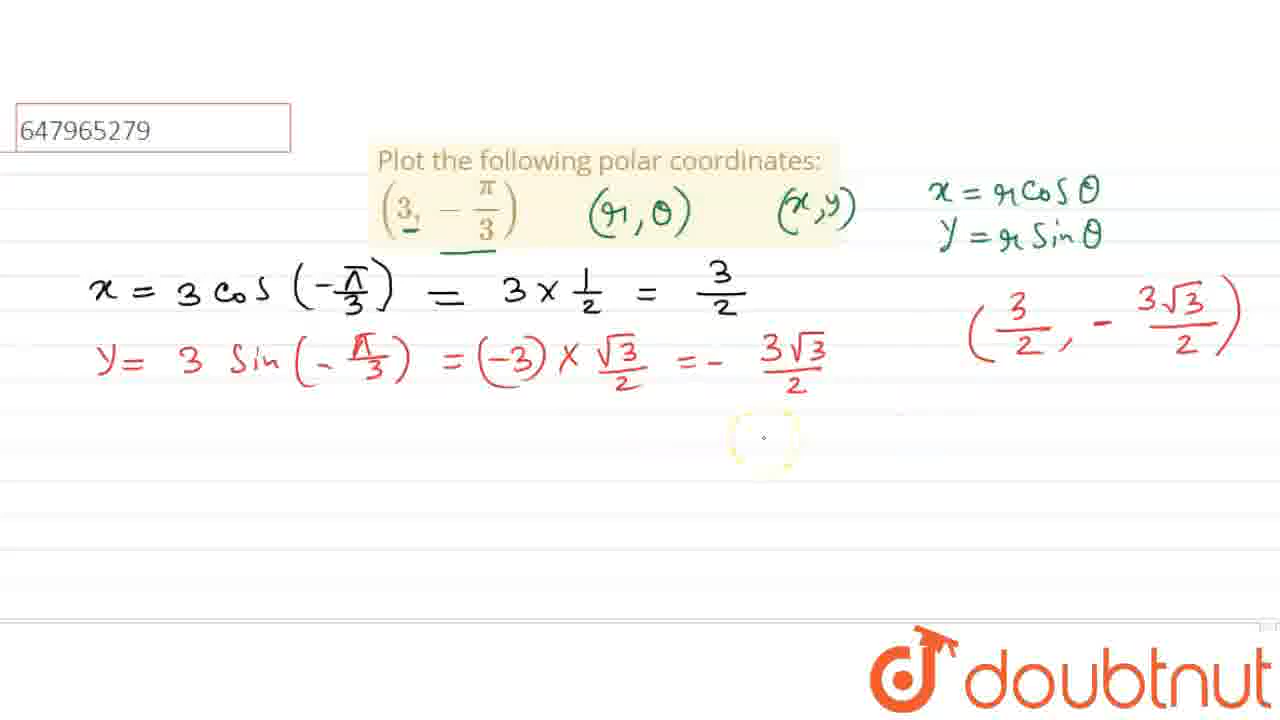 647965279
Plot the following polar coordinates:
(3, -π/3) (r, θ) (x, y)
x = r cos θ
y = r sin θ
x = 3 cos (-π/3) = 3 × 1/2 = 3/2
y = 3 Sin (-π/3) = (-3) × √3/2 = - 3√3/2
(3/2, - 3√3/2)
doubtnut